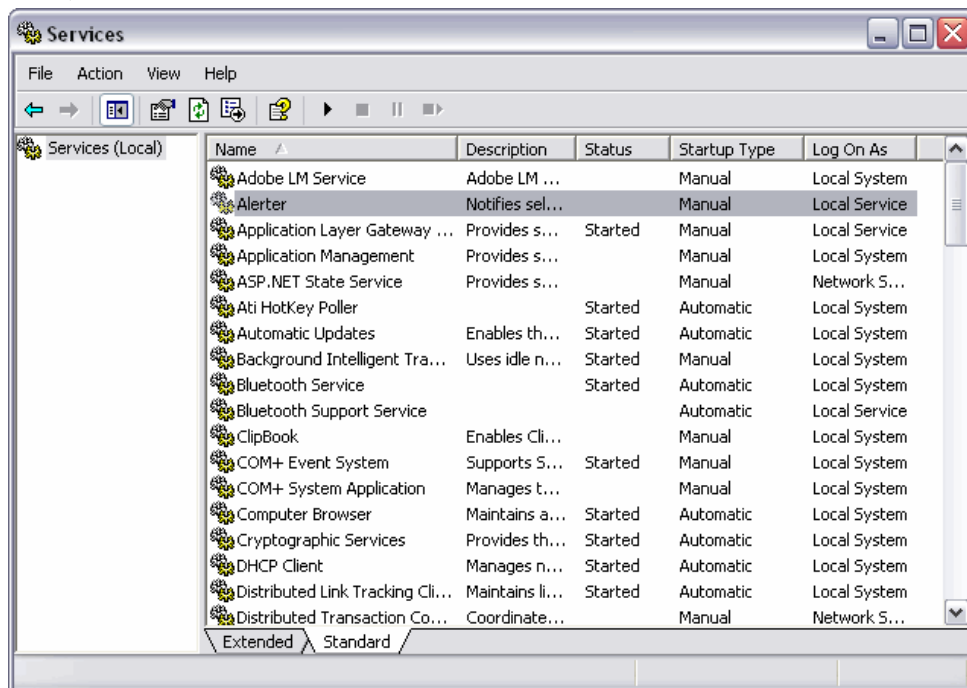 Services
File Action View Help
Services (Local)
Name Description Status Startup Type Log On As
Adobe LM Service Adobe LM ... Manual Local System
Alerter Notifies sel... Manual Local Service
Application Layer Gateway ... Provides s... Started Manual Local Service
Application Management Provides s... Manual Local System
ASP.NET State Service Provides s... Manual Network S...
Ati HotKey Poller Started Automatic Local System
Automatic Updates Enables th... Started Automatic Local System
Background Intelligent Tra... Uses idle n... Started Manual Local System
Bluetooth Service Started Automatic Local System
Bluetooth Support Service Automatic Local Service
ClipBook Enables Cli... Manual Local System
COM+ Event System Supports S... Started Manual Local System
COM+ System Application Manages t... Manual Local System
Computer Browser Maintains a... Started Automatic Local System
Cryptographic Services Provides th... Started Automatic Local System
DHCP Client Manages n... Started Automatic Local System
Distributed Link Tracking Cli... Maintains li... Started Automatic Local System
Distributed Transaction Co... Coordinate... Manual Network S...
Extended Standard